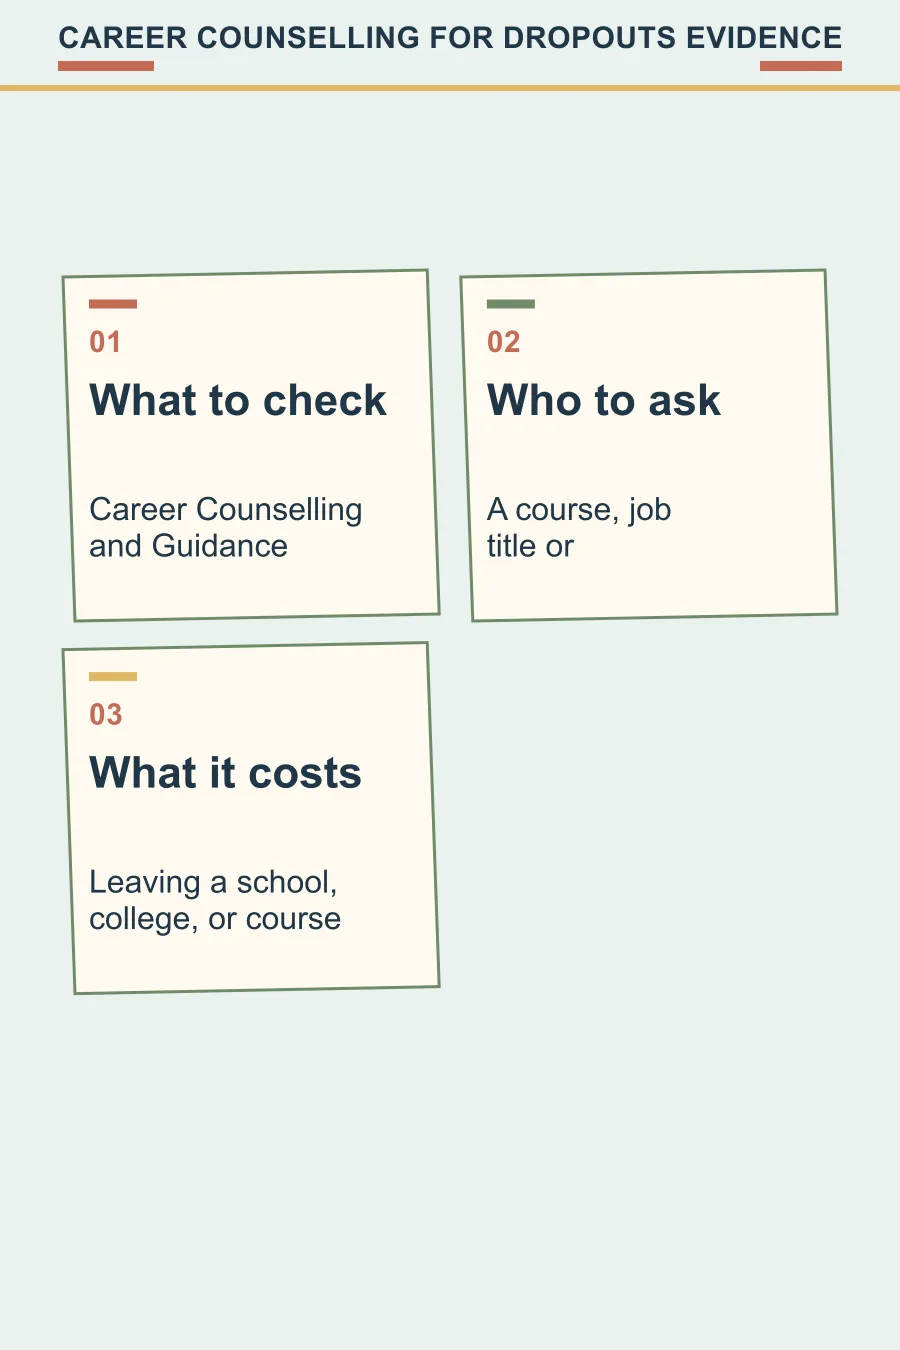 CAREER COUNSELLING FOR DROPOUTS EVIDENCE
01
What to check
Career Counselling
and Guidance
02
Who to ask
A course, job
title or
03
What it costs
Leaving a school,
college, or course